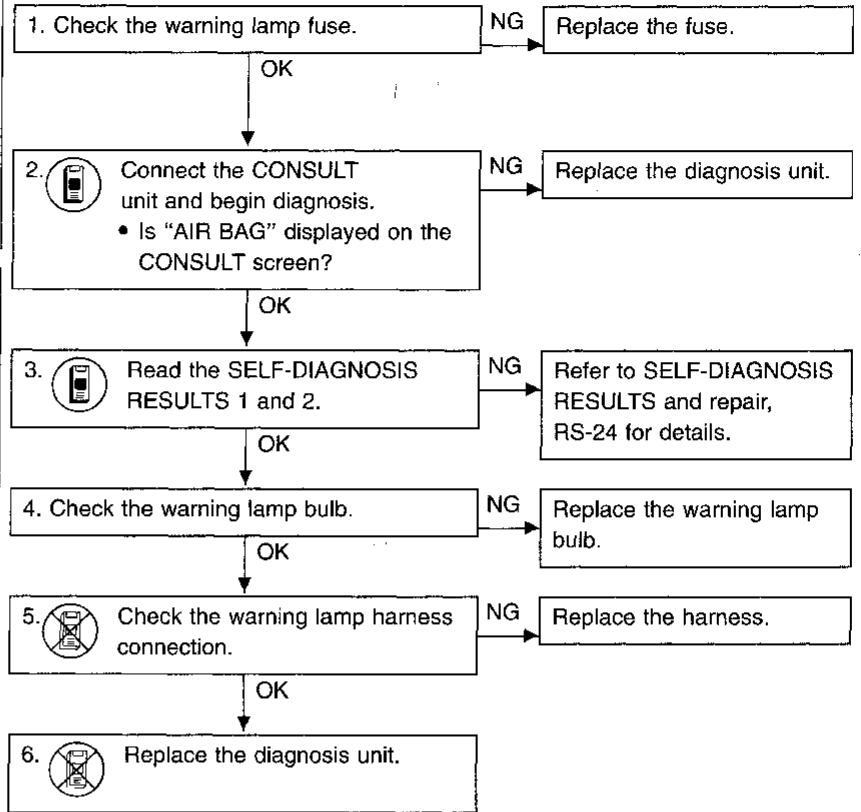 1. Check the warning lamp fuse.
NG
Replace the fuse.
OK
2.
Connect the CONSULT
unit and begin diagnosis.
• Is "AIR BAG" displayed on the
CONSULT screen?
NG
Replace the diagnosis unit.
OK
3.
Read the SELF-DIAGNOSIS
RESULTS 1 and 2.
NG
Refer to SELF-DIAGNOSIS
RESULTS and repair,
RS-24 for details.
OK
4. Check the warning lamp bulb.
NG
Replace the warning lamp
bulb.
OK
5.
Check the warning lamp harness
connection.
NG
Replace the harness.
OK
6.
Replace the diagnosis unit.